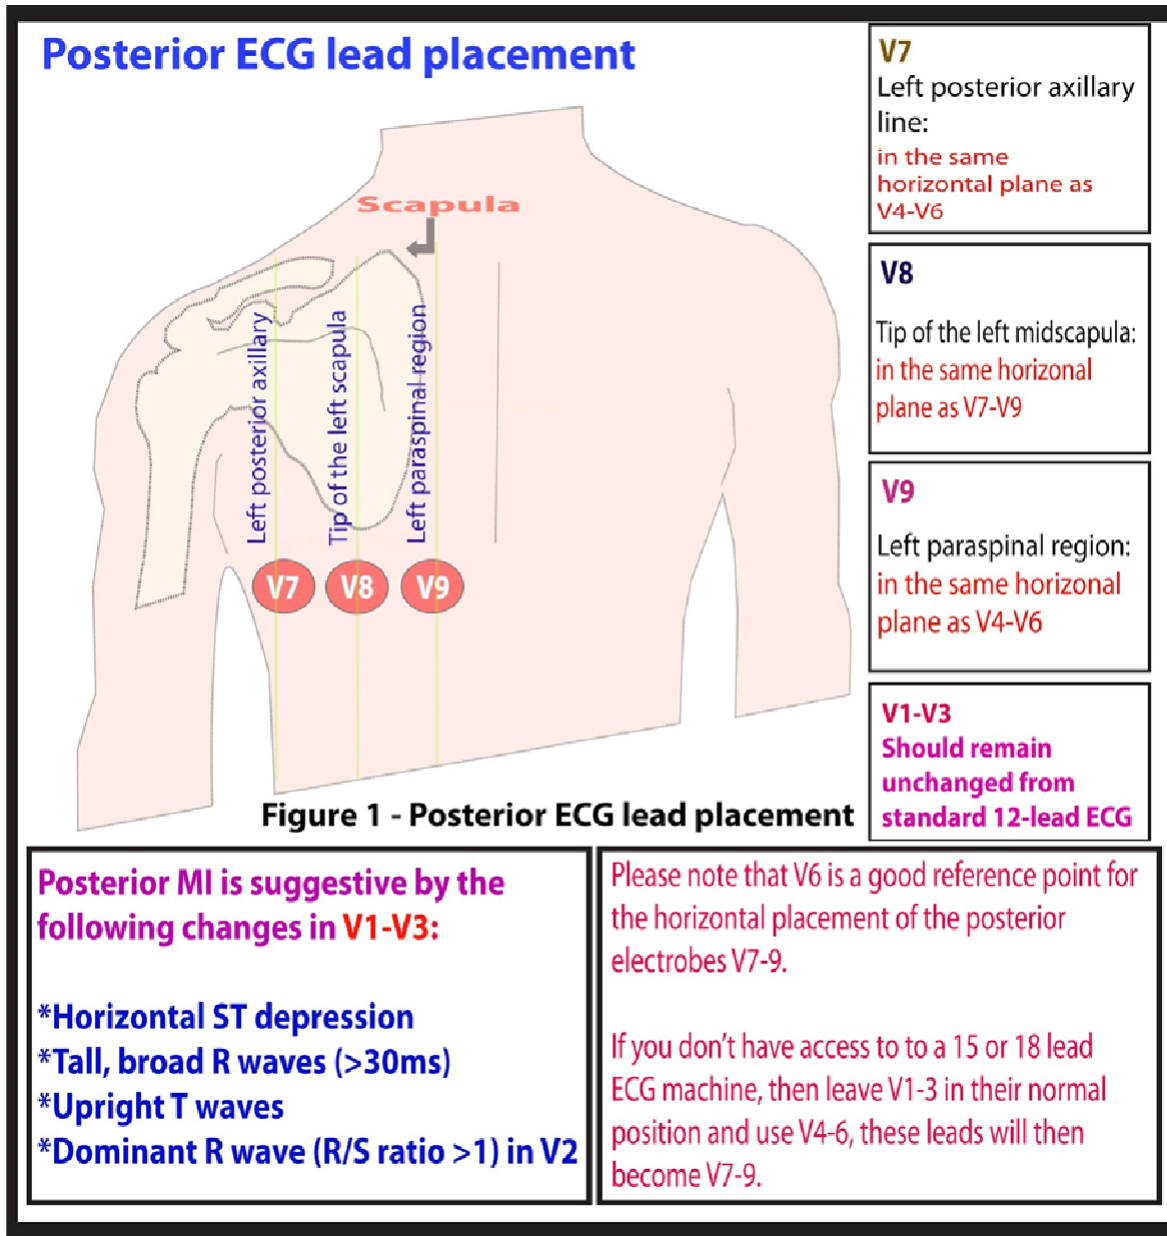 Posterior ECG lead placement
Scapula
Left posterior axillary
Tip of the left scapula
Left paraspinal region
V7
V8
V9
Figure 1 - Posterior ECG lead placement
V7
Left posterior axillary
line:
in the same
horizontal plane as
V4-V6
V8
Tip of the left midscapula:
in the same horizonal
plane as V7-V9
V9
Left paraspinal region:
in the same horizonal
plane as V4-V6
V1-V3
Should remain
unchanged from
standard 12-lead ECG
Posterior MI is suggestive by the
following changes in V1-V3:
*Horizontal ST depression
*Tall, broad R waves (>30ms)
*Upright T waves
*Dominant R wave (R/S ratio >1) in V2
Please note that V6 is a good reference point for
the horizontal placement of the posterior
electrobes V7-9.
If you don't have access to to a 15 or 18 lead
ECG machine, then leave V1-3 in their normal
position and use V4-6, these leads will then
become V7-9.